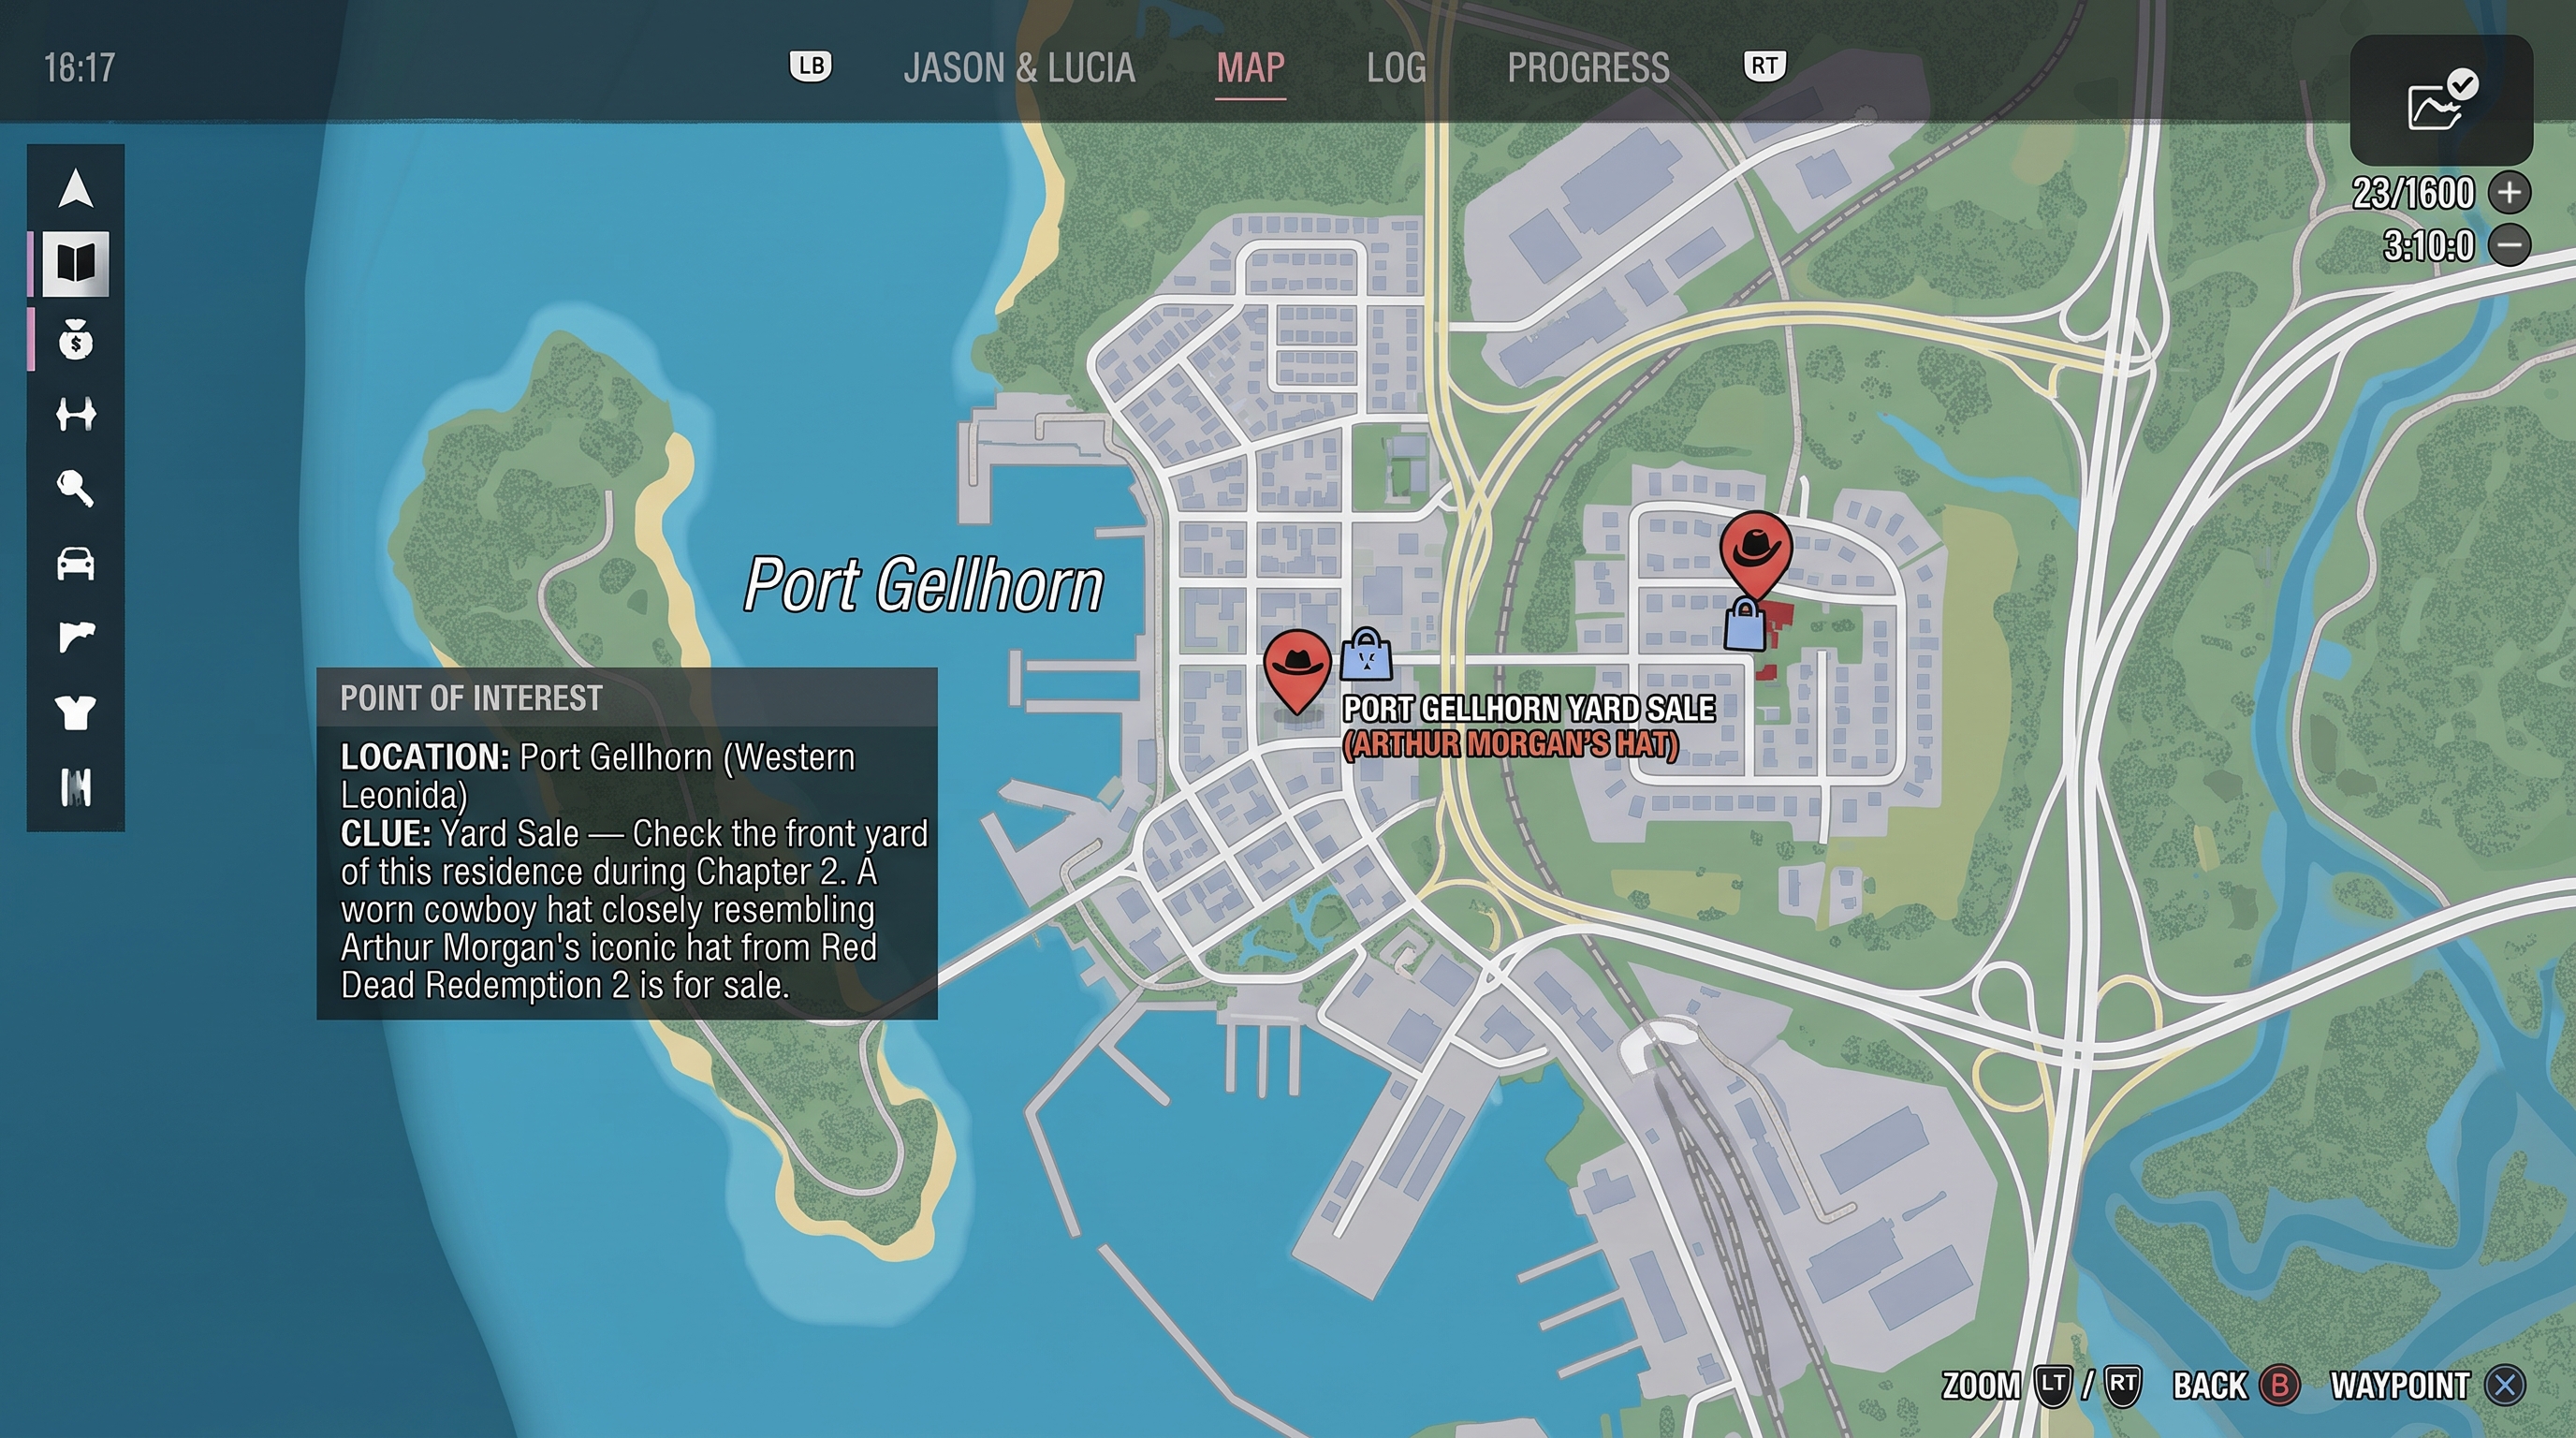 16:17
LB
JASON & LUCIA
MAP
LOG
PROGRESS
RT
23/1600 +
3:10:0 −
$
Port Gellhorn
PORT GELLHORN YARD SALE
(ARTHUR MORGAN'S HAT)
POINT OF INTEREST
LOCATION: Port Gellhorn (Western
Leonida)
CLUE: Yard Sale — Check the front yard
of this residence during Chapter 2. A
worn cowboy hat closely resembling
Arthur Morgan's iconic hat from Red
Dead Redemption 2 is for sale.
ZOOM LT / RT BACK B WAYPOINT X